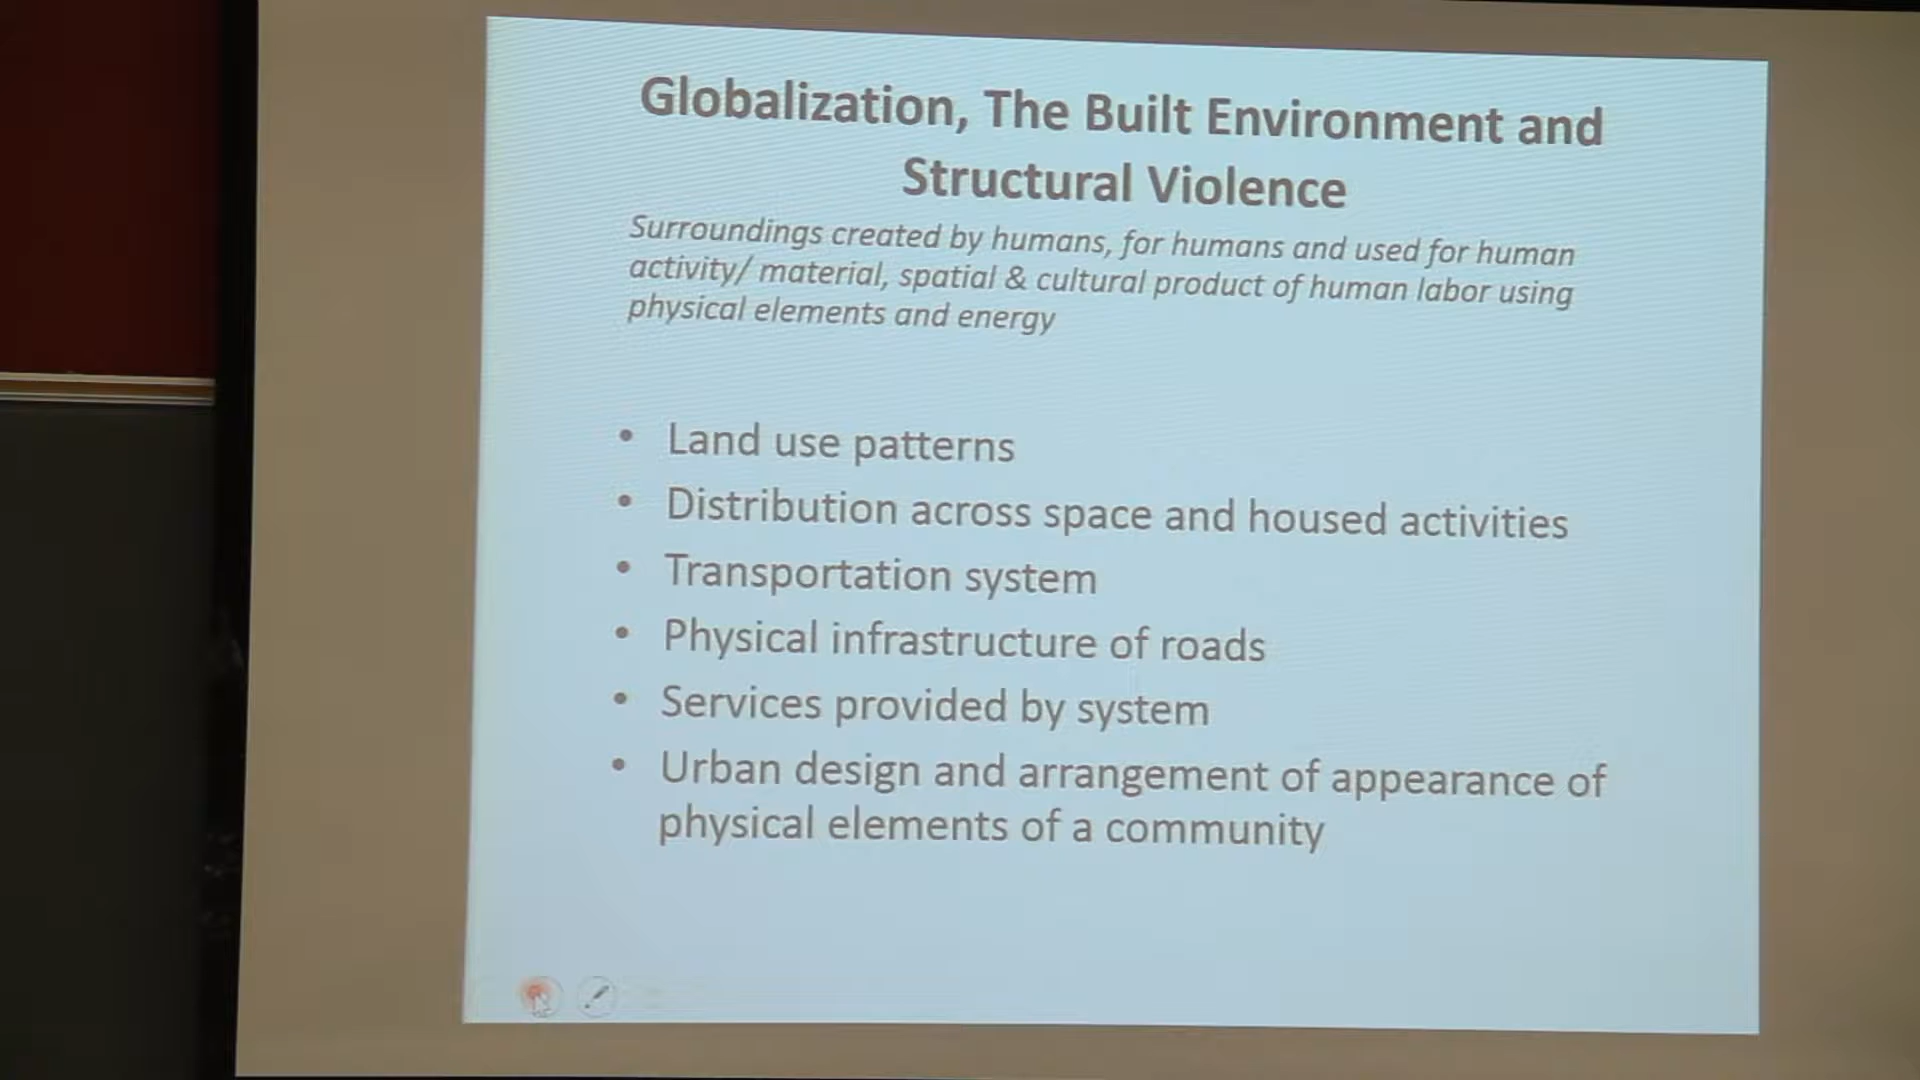 Globalization, The Built Environment and
Structural Violence
Surroundings created by humans, for humans and used for human
activity/ material, spatial & cultural product of human labor using
physical elements and energy
• Land use patterns
• Distribution across space and housed activities
• Transportation system
• Physical infrastructure of roads
• Services provided by system
• Urban design and arrangement of appearance of
physical elements of a community